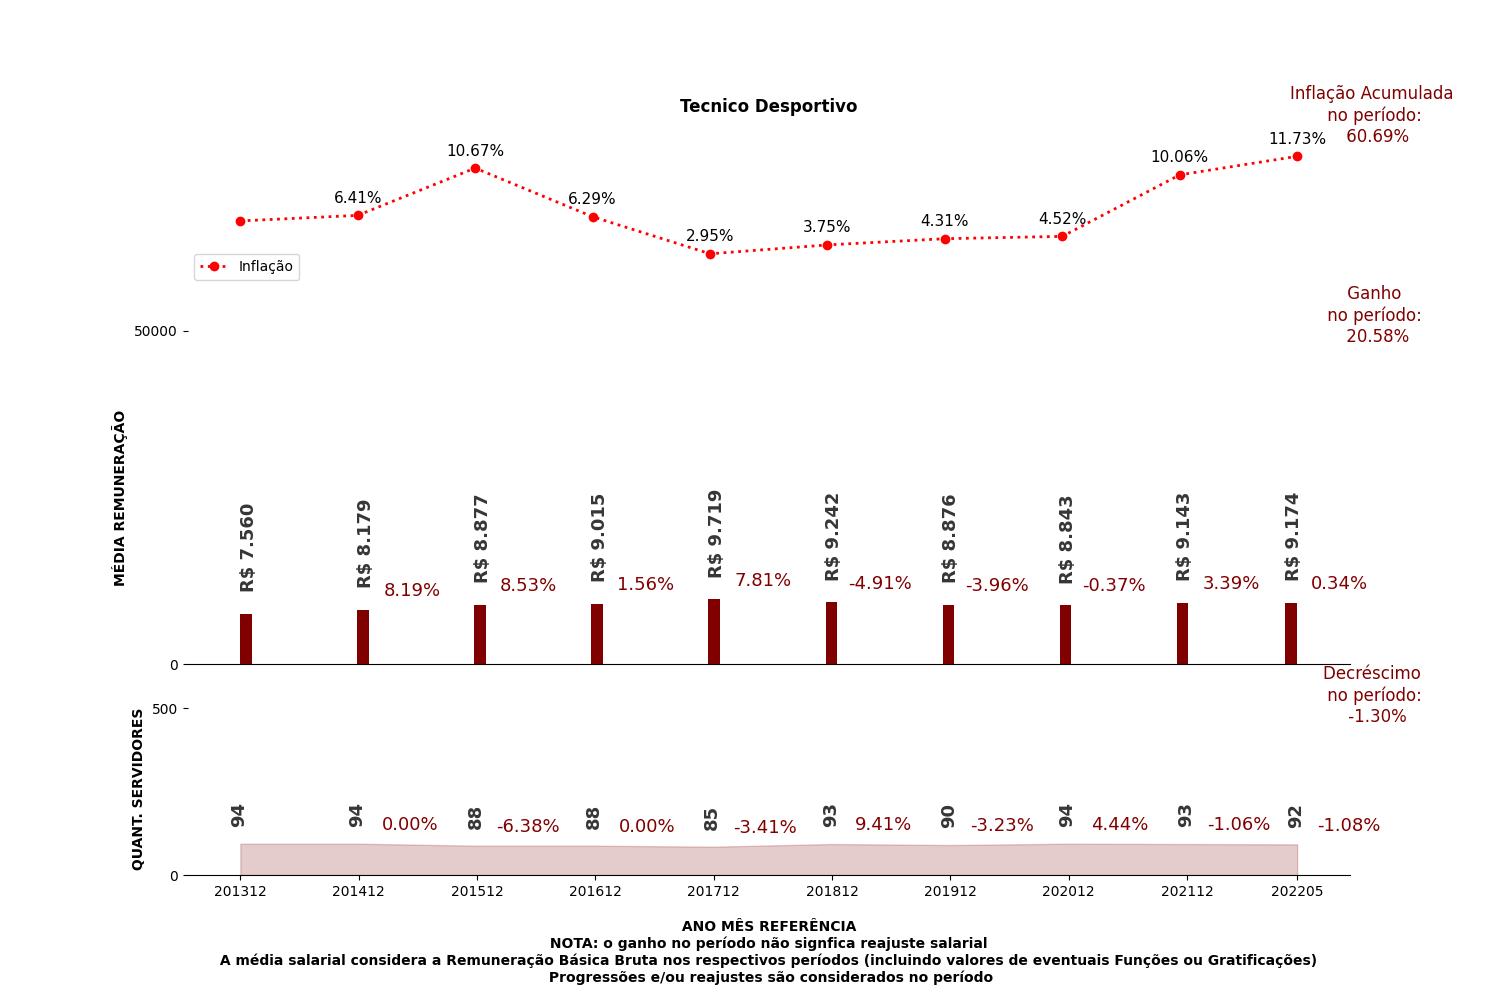 Tecnico Desportivo
Inflação Acumulada
no período:
60.69%
6.41%
10.67%
6.29%
2.95%
3.75%
4.31%
4.52%
10.06%
11.73%
Inflação
Ganho
no período:
20.58%
50000
0
MÉDIA REMUNERAÇÃO
R$ 7.560
R$ 8.179
R$ 8.877
R$ 9.015
R$ 9.719
R$ 9.242
R$ 8.876
R$ 8.843
R$ 9.143
R$ 9.174
8.19%
8.53%
1.56%
7.81%
-4.91%
-3.96%
-0.37%
3.39%
0.34%
Decréscimo
no período:
-1.30%
500
0
QUANT. SERVIDORES
94
94
88
88
85
93
90
94
93
92
0.00%
-6.38%
0.00%
-3.41%
9.41%
-3.23%
4.44%
-1.06%
-1.08%
201312
201412
201512
201612
201712
201812
201912
202012
202112
202205
ANO MÊS REFERÊNCIA
NOTA: o ganho no período não signfica reajuste salarial
A média salarial considera a Remuneração Básica Bruta nos respectivos períodos (incluindo valores de eventuais Funções ou Gratificações)
Progressões e/ou reajustes são considerados no período